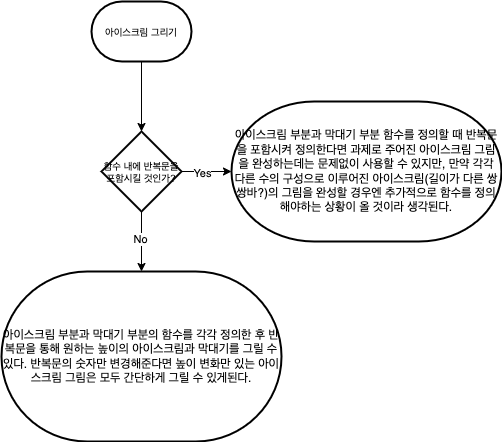 아이스크림 그리기
함수 내에 반복문을
포함시킬 것인가?
Yes
아이스크림 부분과 막대기 부분 함수를 정의할 때 반복문
을 포함시켜 정의한다면 과제로 주어진 아이스크림 그림
을 완성하는데는 문제없이 사용할 수 있지만, 만약 각각
다른 수의 구성으로 이루어진 아이스크림(길이가 다른 쌍
쌍바?)의 그림을 완성할 경우엔 추가적으로 함수를 정의
해야하는 상황이 올 것이라 생각된다.
No
아이스크림 부분과 막대기 부분의 함수를 각각 정의한 후 반
복문을 통해 원하는 높이의 아이스크림과 막대기를 그릴 수
있다. 반복문의 숫자만 변경해준다면 높이 변화만 있는 아이
스크림 그림은 모두 간단하게 그릴 수 있게된다.